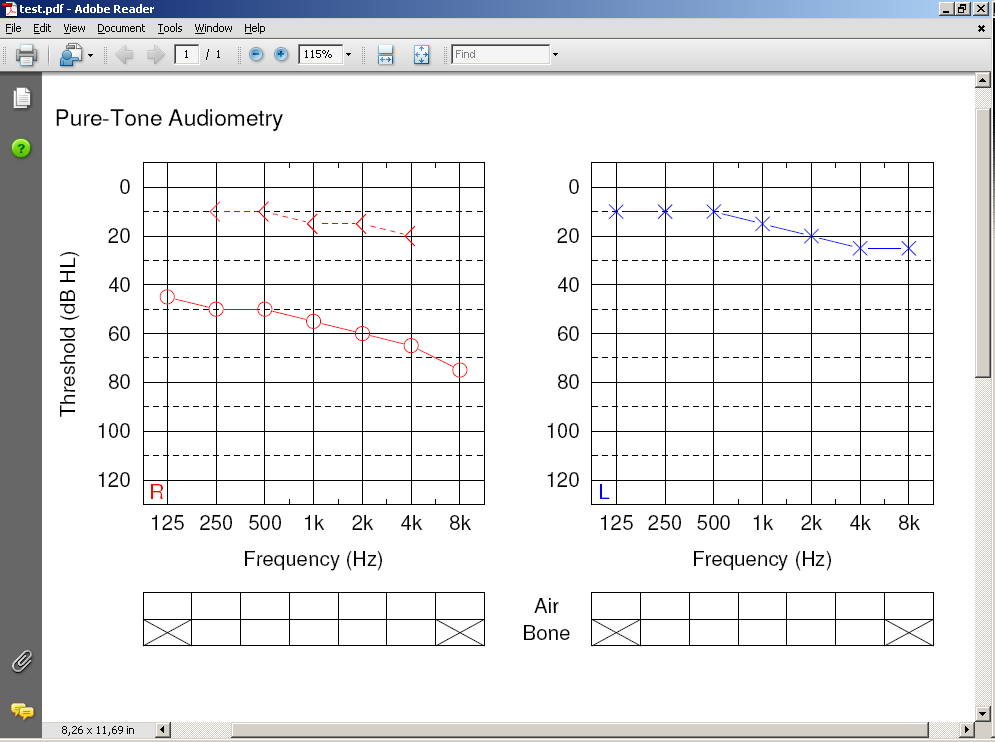 test.pdf - Adobe Reader
File Edit View Document Tools Window Help
1 / 1 115% Find
Pure-Tone Audiometry
Threshold (dB HL)
0
20
40
60
80
100
120
R
125 250 500 1k 2k 4k 8k
Frequency (Hz)
0
20
40
60
80
100
120
L
125 250 500 1k 2k 4k 8k
Frequency (Hz)
Air
Bone
8,26 x 11,69 in